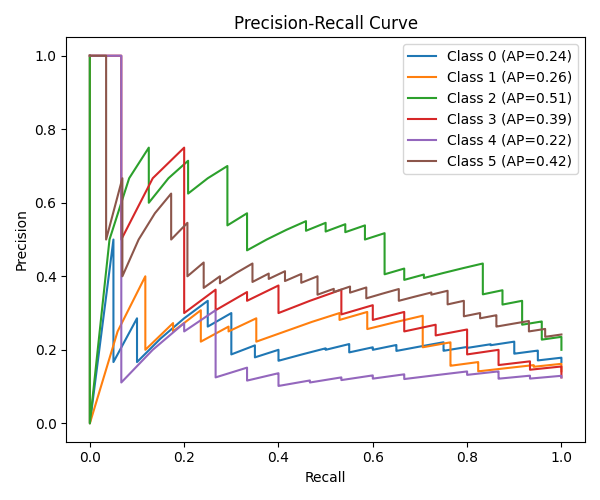 Precision-Recall Curve
Precision
1.0
0.8
0.6
0.4
0.2
0.0
Class 0 (AP=0.24)
Class 1 (AP=0.26)
Class 2 (AP=0.51)
Class 3 (AP=0.39)
Class 4 (AP=0.22)
Class 5 (AP=0.42)
0.0 0.2 0.4 0.6 0.8 1.0
Recall